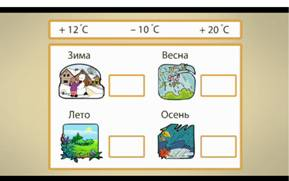 + 12˚C – 10˚C + 20˚C
Зима Весна
Лето Осень